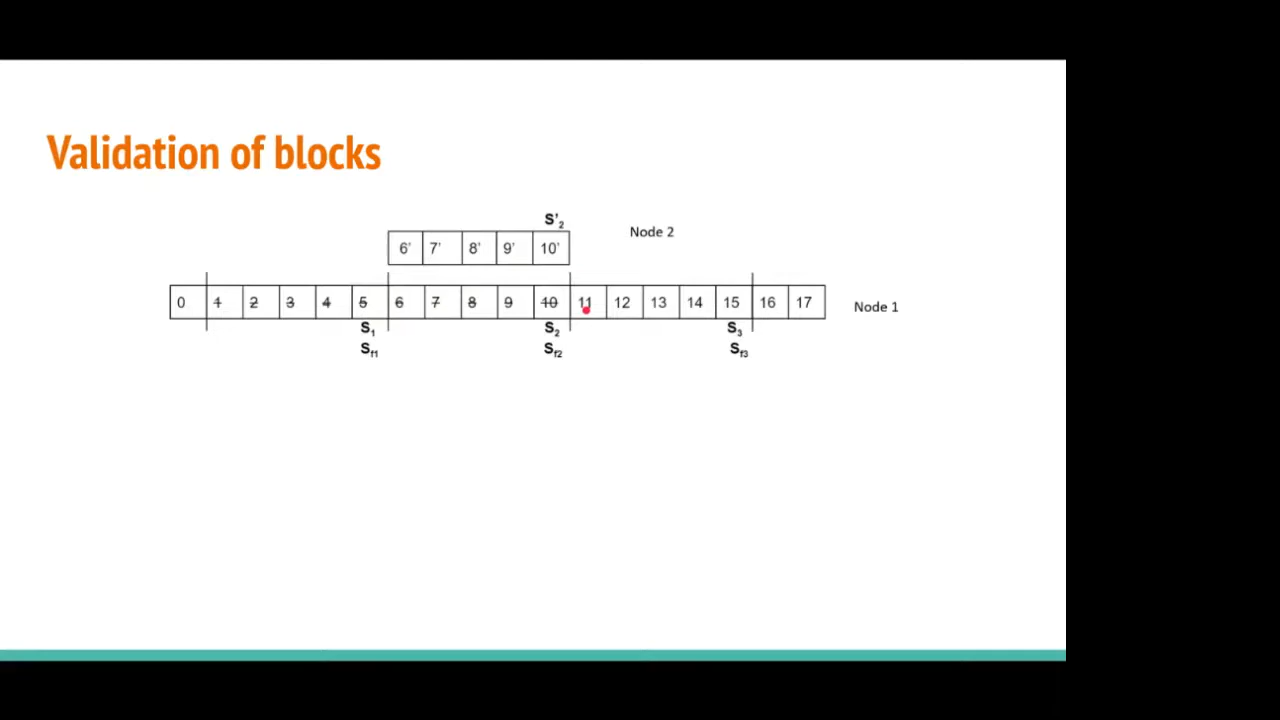 Validation of blocks
S'2
Node 2
6' 7' 8' 9' 10'
0 1 2 3 4 5 6 7 8 9 10 11 12 13 14 15 16 17
Node 1
S1 S2 S3
Sf1 Sf2 Sf3